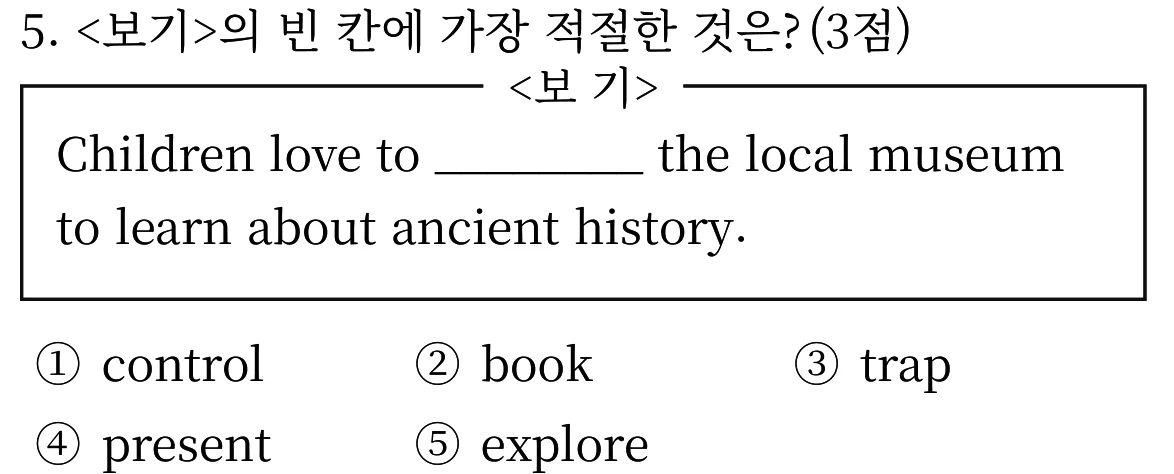 5. <보기>의 빈 칸에 가장 적절한 것은?(3점)
<보 기>
Children love to ________ the local museum
to learn about ancient history.
① control ② book ③ trap
④ present ⑤ explore